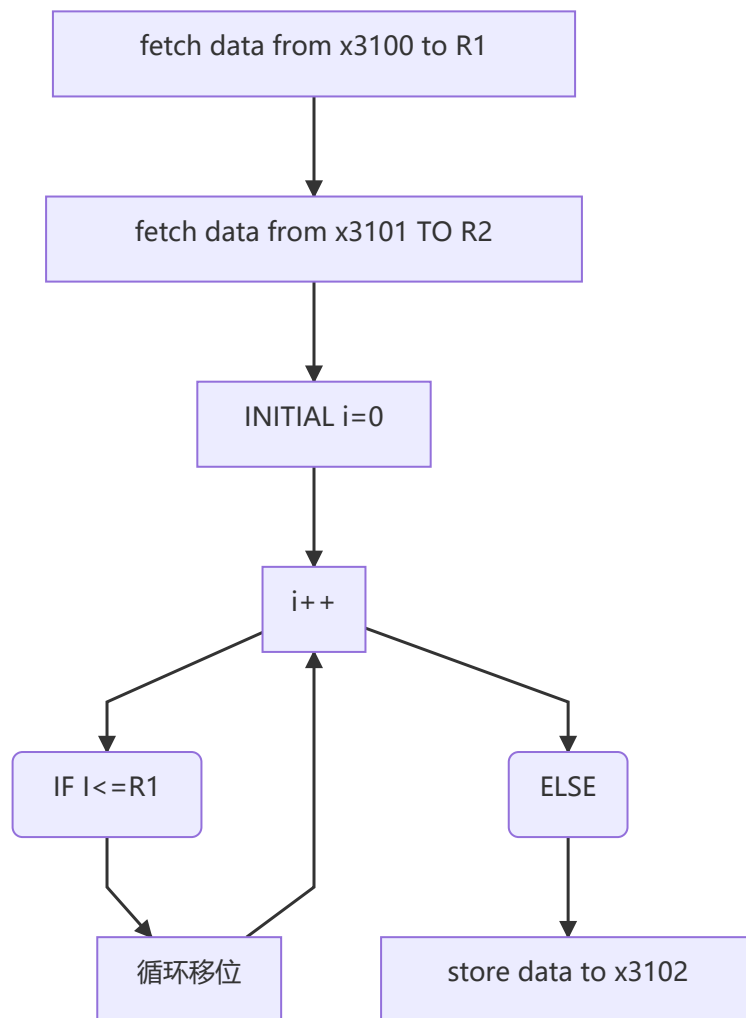 fetch data from x3100 to R1
fetch data from x3101 TO R2
INITIAL i=0
i++
IF I<=R1
ELSE
循环移位
store data to x3102